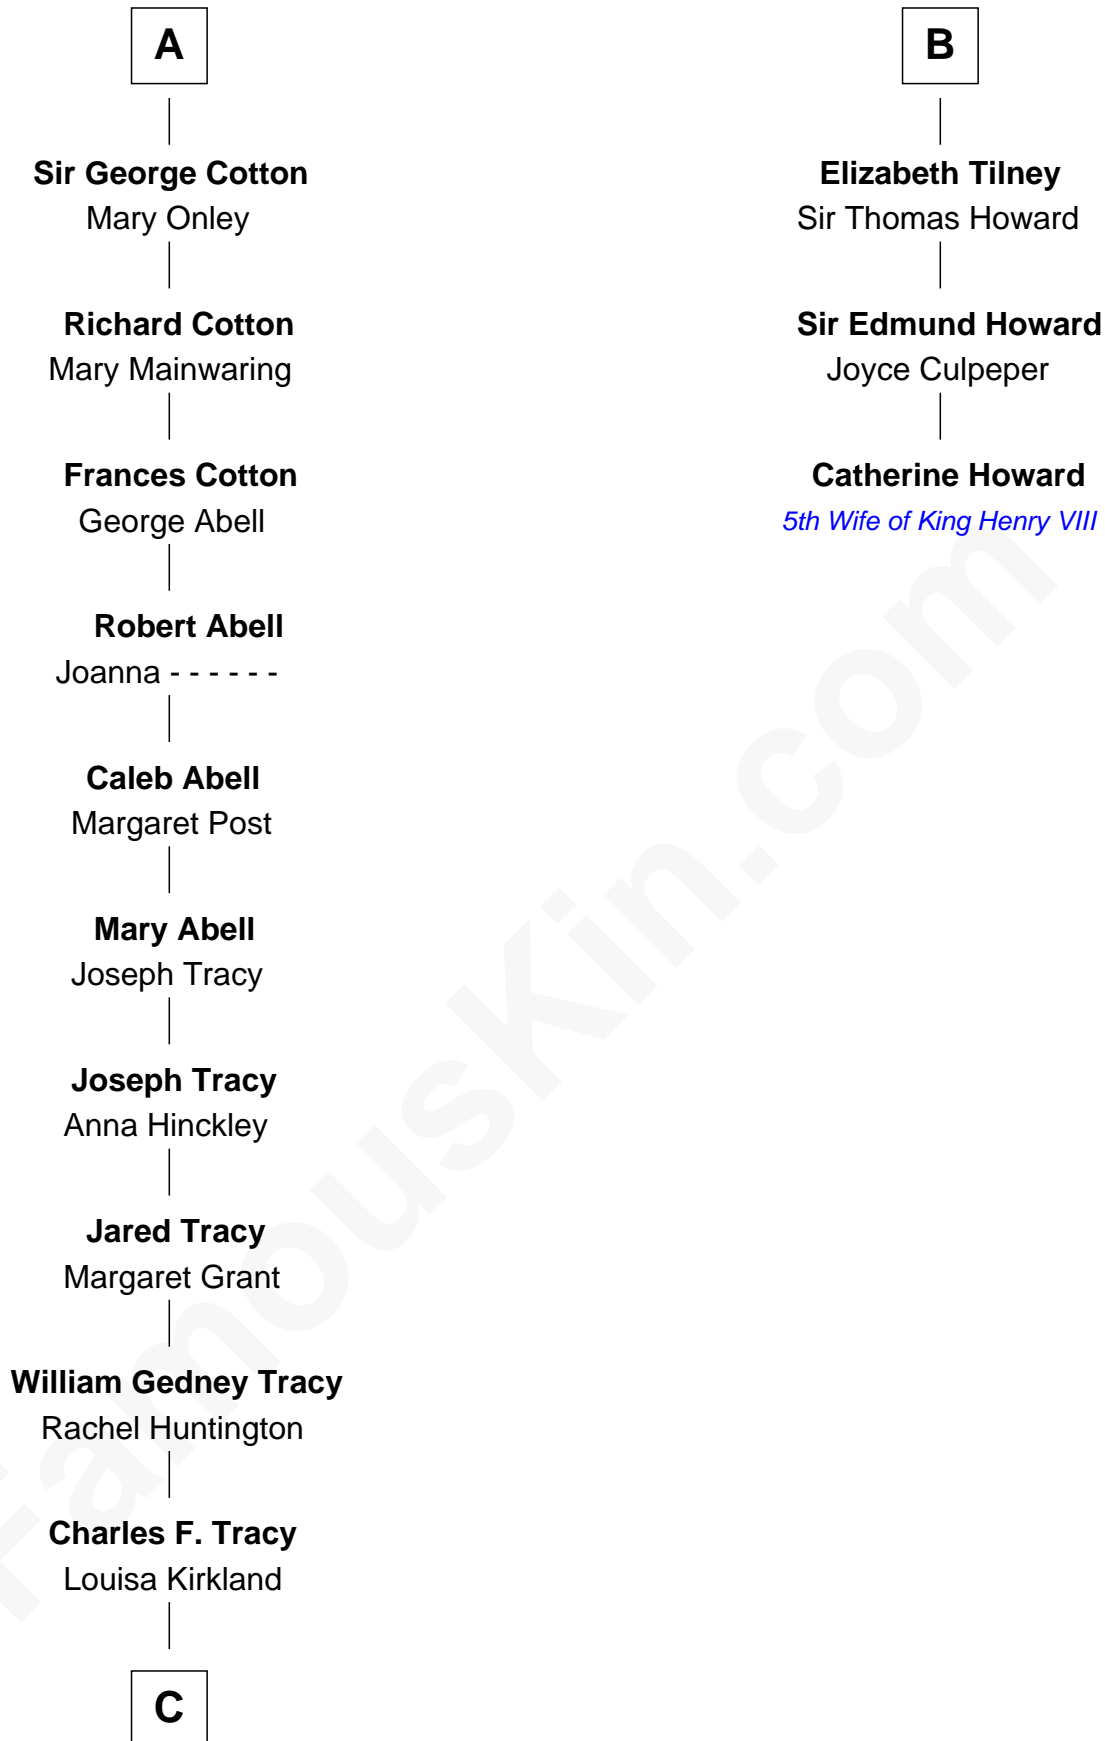 A
Sir George Cotton
Mary Onley
Richard Cotton
Mary Mainwaring
Frances Cotton
George Abell
Robert Abell
Joanna - - - - - -
Caleb Abell
Margaret Post
Mary Abell
Joseph Tracy
Joseph Tracy
Anna Hinckley
Jared Tracy
Margaret Grant
William Gedney Tracy
Rachel Huntington
Charles F. Tracy
Louisa Kirkland
C
B
Elizabeth Tilney
Sir Thomas Howard
Sir Edmund Howard
Joyce Culpeper
Catherine Howard
5th Wife of King Henry VIII
FamousKin.com